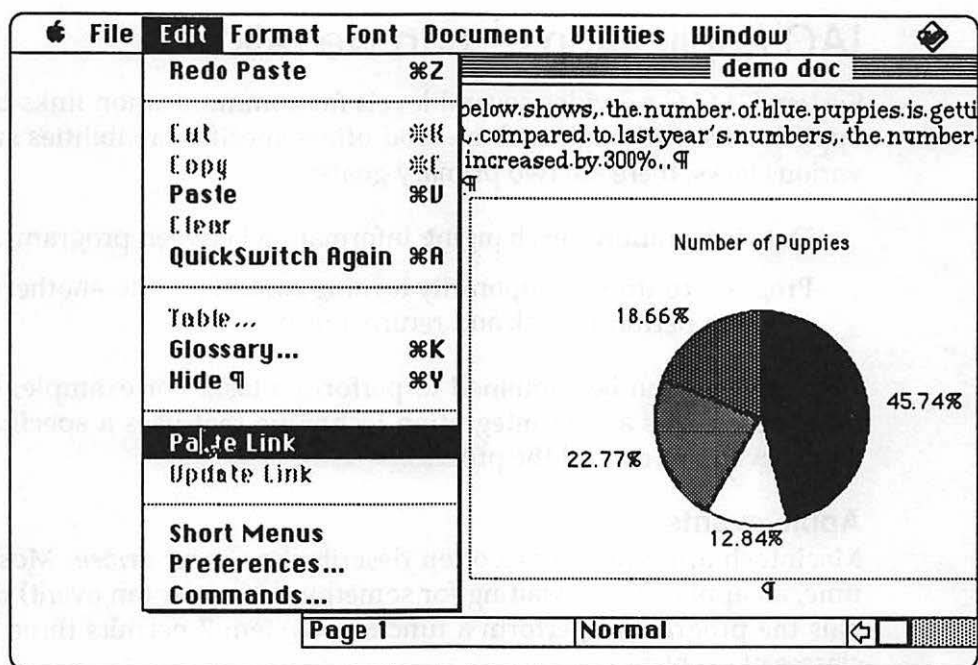 File Edit Format Font Document Utilities Window
Redo Paste ⌘Z
Cut ⌘X
Copy ⌘C
Paste ⌘V
Clear
QuickSwitch Again ⌘A
Table...
Glossary... ⌘K
Hide ¶ ⌘Y
Paste Link
Update Link
Short Menus
Preferences...
Commands...
demo doc
below.shows,.the.number.of.blue.puppies.is.getti
.compared.to.last.year's.numbers,.the.number.
increased.by.300%..¶
¶
Number of Puppies
18.66%
45.74%
22.77%
12.84%
¶
Page 1 Normal